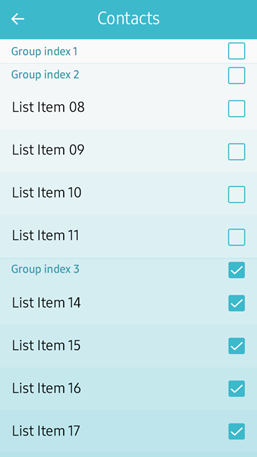 Contacts
Group index 1
Group index 2
List Item 08
List Item 09
List Item 10
List Item 11
Group index 3
List Item 14
List Item 15
List Item 16
List Item 17